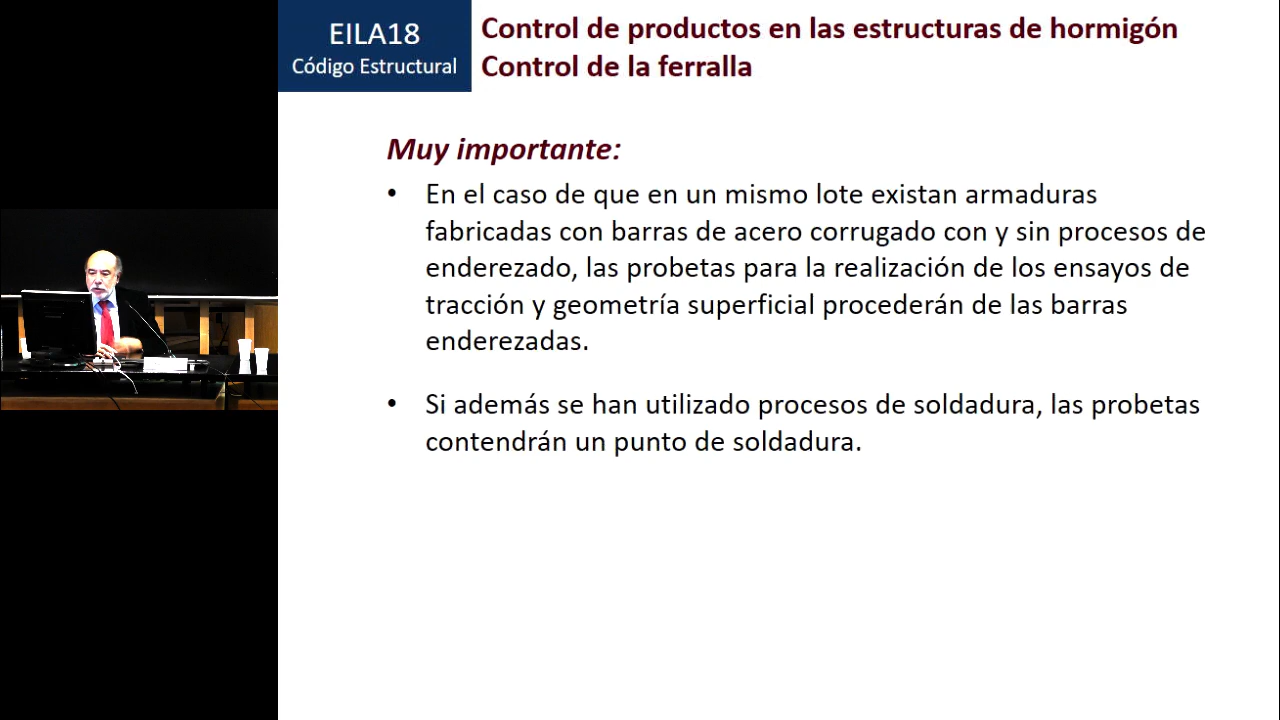 EILA18
Código Estructural
Control de productos en las estructuras de hormigón
Control de la ferralla
Muy importante:
• En el caso de que en un mismo lote existan armaduras
fabricadas con barras de acero corrugado con y sin procesos de
enderezado, las probetas para la realización de los ensayos de
tracción y geometría superficial procederán de las barras
enderezadas.
• Si además se han utilizado procesos de soldadura, las probetas
contendrán un punto de soldadura.